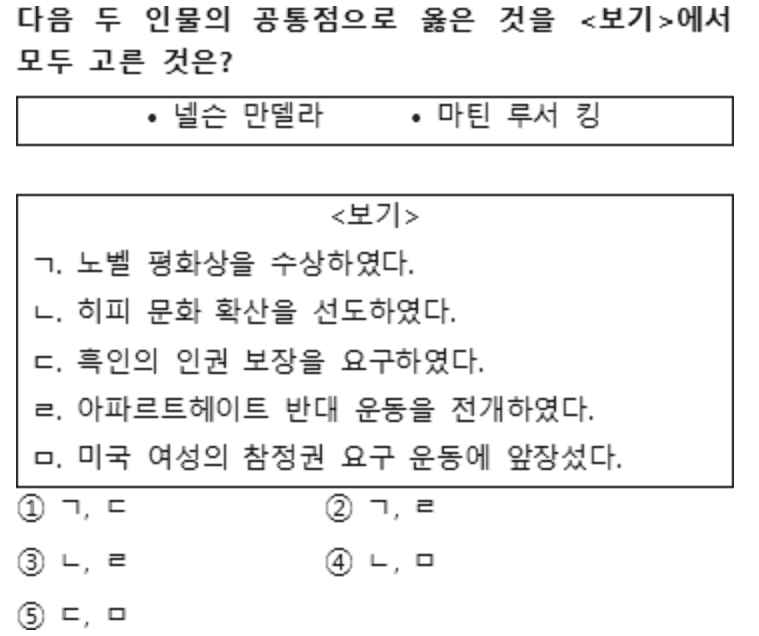 다음 두 인물의 공통점으로 옳은 것을 <보기>에서
모두 고른 것은?
• 넬슨 만델라 • 마틴 루서 킹
<보기>
ㄱ. 노벨 평화상을 수상하였다.
ㄴ. 히피 문화 확산을 선도하였다.
ㄷ. 흑인의 인권 보장을 요구하였다.
ㄹ. 아파르트헤이트 반대 운동을 전개하였다.
ㅁ. 미국 여성의 참정권 요구 운동에 앞장섰다.
① ㄱ, ㄷ ② ㄱ, ㄹ
③ ㄴ, ㄹ ④ ㄴ, ㅁ
⑤ ㄷ, ㅁ